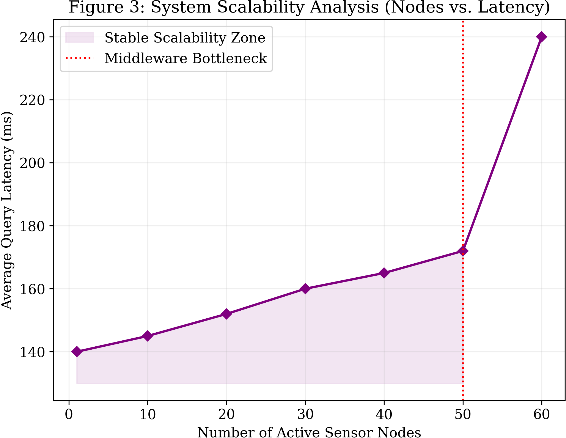 Figure 3: System Scalability Analysis (Nodes vs. Latency)
Stable Scalability Zone
Middleware Bottleneck
Average Query Latency (ms)
240
220
200
180
160
140
0 10 20 30 40 50 60
Number of Active Sensor Nodes